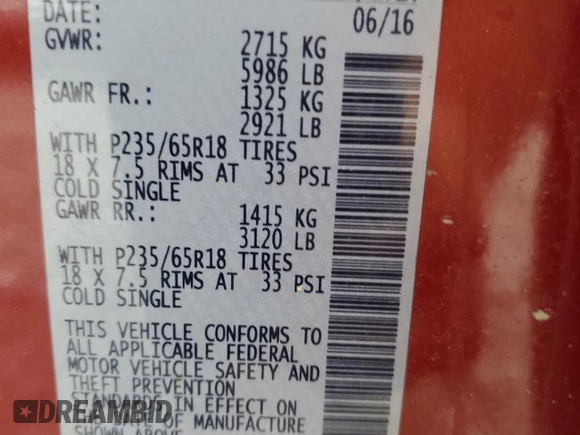 DATE: 06/16
GVWR: 2715 KG
5986 LB
GAWR FR.: 1325 KG
2921 LB
WITH P235/65R18 TIRES
18 X 7.5 RIMS AT 33 PSI
COLD SINGLE
GAWR RR.: 1415 KG
3120 LB
WITH P235/65R18 TIRES
18 X 7.5 RIMS AT 33 PSI
COLD SINGLE
THIS VEHICLE CONFORMS TO
ALL APPLICABLE FEDERAL
MOTOR VEHICLE SAFETY AND
THEFT PREVENTION
STANDARDS IN EFFECT ON
OF MANUFACTURE
SHOWN ABOVE
DREAMBID